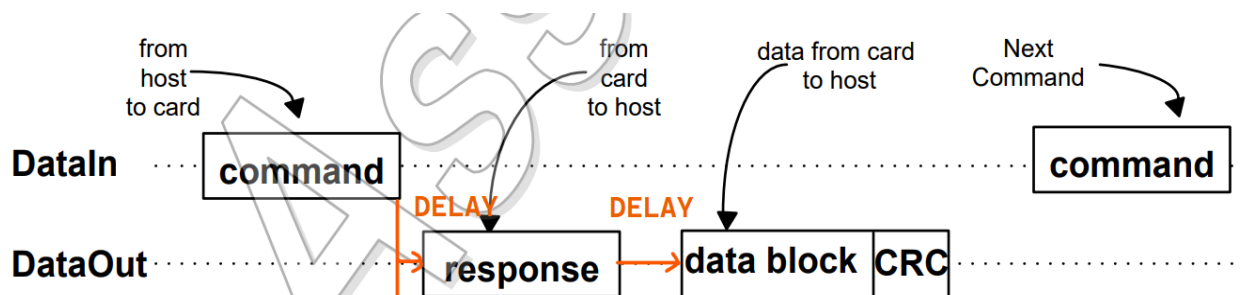 from
host
to card
from
card
to host
data from card
to host
Next
Command
DataIn
command
command
DELAY
DELAY
DataOut
response
data block
CRC